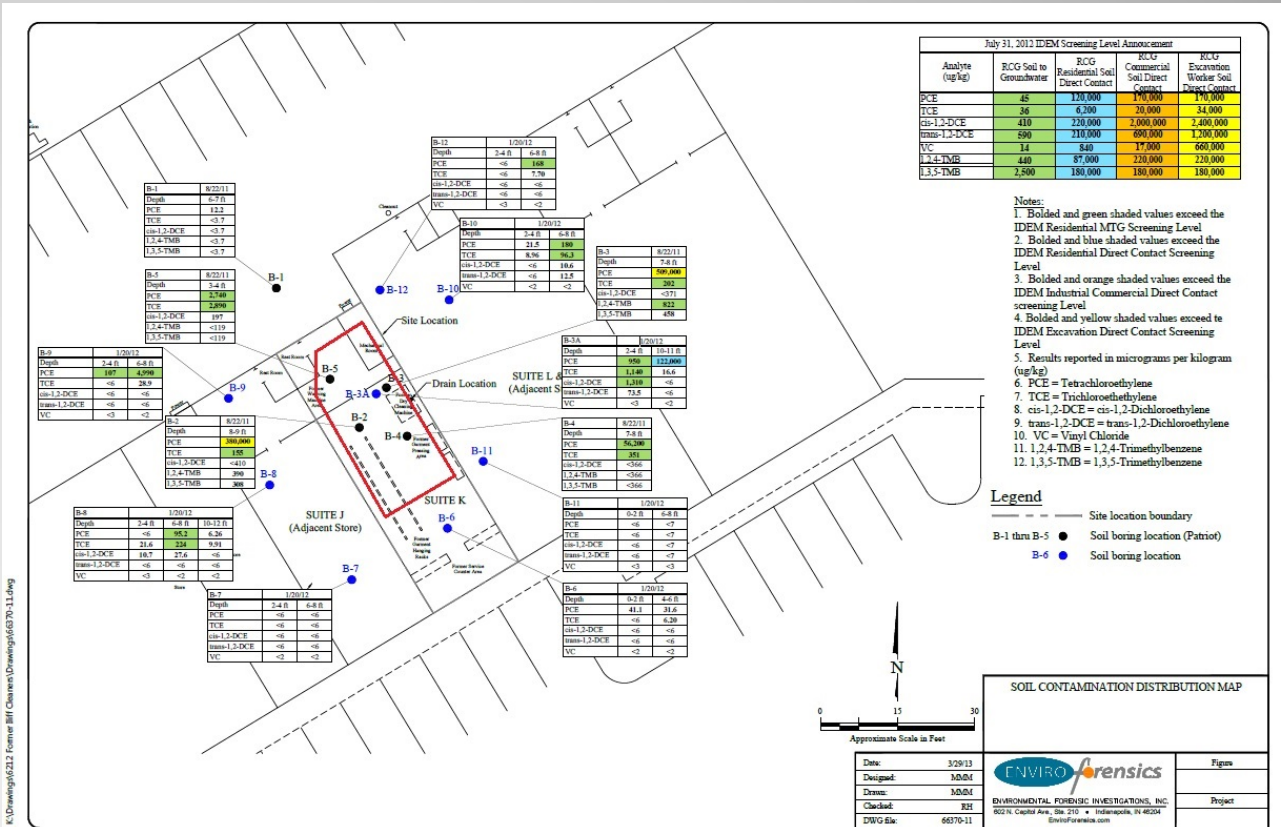 July 31, 2012 IDEM Screening Level Annoucement
Analyte (ug/kg) RCG Soil to Groundwater RCG Residential Soil Direct Contact RCG Commercial Soil Direct Contact RCG Excavation Worker Soil Direct Contact
PCE 45 120,000 170,000 170,000
TCE 36 6,200 20,000 34,000
cis-1,2-DCE 410 220,000 2,000,000 2,400,000
trans-1,2-DCE 590 210,000 690,000 1,200,000
VC 14 840 17,000 660,000
1,2,4-TMB 440 87,000 220,000 220,000
1,3,5-TMB 2,500 180,000 180,000 180,000
Notes:
1. Bolded and green shaded values exceed the
IDEM Residential MTG Screening Level
2. Bolded and blue shaded values exceed the
IDEM Residential Direct Contact Screening
Level
3. Bolded and orange shaded values exceed the
IDEM Industrial Commercial Direct Contact
screening Level
4. Bolded and yellow shaded values exceed te
IDEM Excavation Direct Contact Screening
Level
5. Results reported in micrograms per kilogram
(ug/kg)
6. PCE = Tetrachloroethylene
7. TCE = Trichloroethethylene
8. cis-1,2-DCE = cis-1,2-Dichloroethylene
9. trans-1,2-DCE = trans-1,2-Dichloroethylene
10. VC = Vinyl Chloride
11. 1,2,4-TMB = 1,2,4-Trimethylbenzene
12. 1,3,5-TMB = 1,3,5-Trimethylbenzene
Legend
Site location boundary
B-1 thru B-5 Soil boring location (Patriot)
B-6 Soil boring location
B-12 1/20/12
Depth 2-4 ft 6-8 ft
PCE <6 168
TCE <6 7.70
cis-1,2-DCE <6 <6
trans-1,2-DCE <6 <6
VC <3 <2
B-1 8/22/11
Depth 6-7 ft
PCE 12.2
TCE <3.7
cis-1,2-DCE <3.7
1,2,4-TMB <3.7
1,3,5-TMB <3.7
Cleanout
B-10 1/20/12
Depth 2-4 ft 6-8 ft
PCE 21.5 180
TCE 8.96 96.3
cis-1,2-DCE <6 10.6
trans-1,2-DCE <6 12.5
VC <2 <2
B-3 8/22/11
Depth 7-8 ft
PCE 509,000
TCE 202
cis-1,2-DCE <371
1,2,4-TMB 822
1,3,5-TMB 458
B-5 8/22/11
Depth 3-4 ft
PCE 2,740
TCE 2,890
cis-1,2-DCE 197
1,2,4-TMB <119
1,3,5-TMB <119
B-1
B-12
B-10
Site Location
Mechanical Room
Rest Room
Rest Room
B-3A 1/20/12
Depth 2-4 ft 10-11 ft
PCE 950 122,000
TCE 1,140 16.6
cis-1,2-DCE 1,310 <6
trans-1,2-DCE 73.5 <6
VC <3 <2
B-9 1/20/12
Depth 2-4 ft 6-8 ft
PCE 107 4,990
TCE <6 28.9
cis-1,2-DCE <6 <6
trans-1,2-DCE <6 <6
VC <3 <2
B-5
B-9
B-3A
B-3
Drain Location
SUITE L &
(Adjacent S
B-2
B-4
Former Garment Pressing Area
B-2 8/22/11
Depth 8-9 ft
PCE 380,000
TCE 155
cis-1,2-DCE <410
1,2,4-TMB 390
1,3,5-TMB 308
B-4 8/22/11
Depth 7-8 ft
PCE 56,200
TCE 351
cis-1,2-DCE <366
1,2,4-TMB <366
1,3,5-TMB <366
B-11
B-8
SUITE K
SUITE J
(Adjacent Store)
B-6
B-8 1/20/12
Depth 2-4 ft 6-8 ft 10-12 ft
PCE <6 95.2 6.26
TCE 21.6 224 9.91
cis-1,2-DCE 10.7 27.6 <6
trans-1,2-DCE <6 <6 <6
VC <3 <2 <2
Store
B-11 1/20/12
Depth 0-2 ft 6-8 ft
PCE <6 <7
TCE <6 <7
cis-1,2-DCE <6 <7
trans-1,2-DCE <6 <7
VC <3 <3
Former Garment Hanging Racks
Former Service Counter Area
B-7
B-7 1/20/12
Depth 2-4 ft 6-8 ft
PCE <6 <6
TCE <6 <6
cis-1,2-DCE <6 <6
trans-1,2-DCE <6 <6
VC <2 <2
B-6 1/20/12
Depth 0-2 ft 4-6 ft
PCE 41.1 31.6
TCE <6 6.20
cis-1,2-DCE <6 <6
trans-1,2-DCE <6 <6
VC <2 <2
N
0 15 30
Approximate Scale in Feet
SOIL CONTAMINATION DISTRIBUTION MAP
Date: 3/29/13
Designed: MMM
Drawn: MMM
Checked: RH
DWG file: 66370-11
ENVIROforensics
ENVIRONMENTAL FORENSIC INVESTIGATIONS, INC.
602 N. Capitol Ave., Ste. 210 • Indianapolis, IN 46204
EnviroForensics.com
Figure
Project
K:\Drawings\6212 Former Bliff Cleaners\Drawings\66370-11.dwg